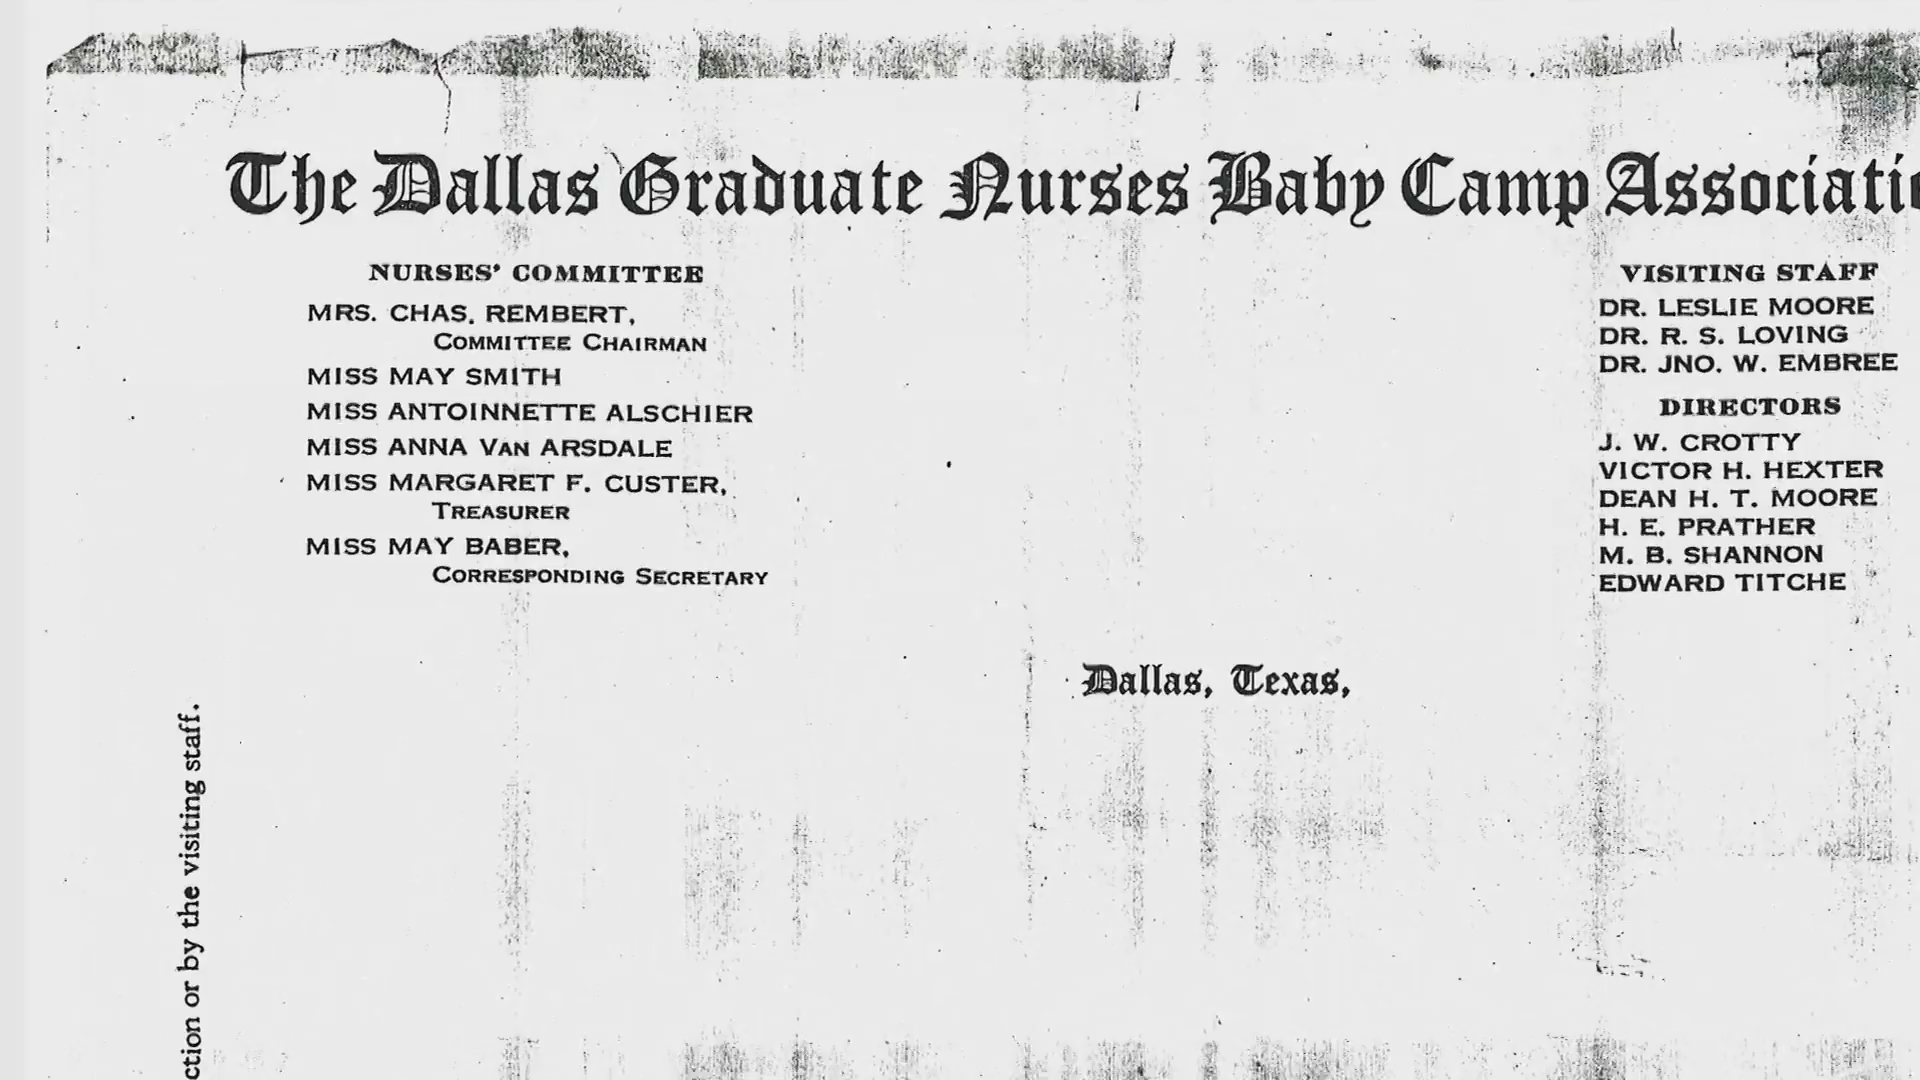 The Dallas Graduate Nurses Baby Camp Associatio
NURSES' COMMITTEE
MRS. CHAS. REMBERT,
COMMITTEE CHAIRMAN
MISS MAY SMITH
MISS ANTOINNETTE ALSCHIER
MISS ANNA VAN ARSDALE
MISS MARGARET F. CUSTER,
TREASURER
MISS MAY BABER,
CORRESPONDING SECRETARY
VISITING STAFF
DR. LESLIE MOORE
DR. R. S. LOVING
DR. JNO. W. EMBREE
DIRECTORS
J. W. CROTTY
VICTOR H. HEXTER
DEAN H. T. MOORE
H. E. PRATHER
M. B. SHANNON
EDWARD TITCHE
Dallas, Texas,
ction or by the visiting staff.